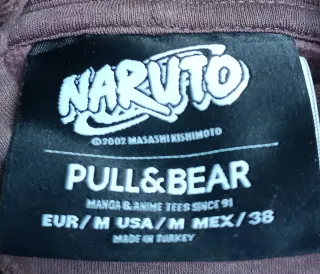 NARUTO
©2002 MASASHI KISHIMOTO
PULL&BEAR
MANGA & ANIME TEES SINCE 91
EUR/M USA/M MEX/38
MADE IN TURKEY